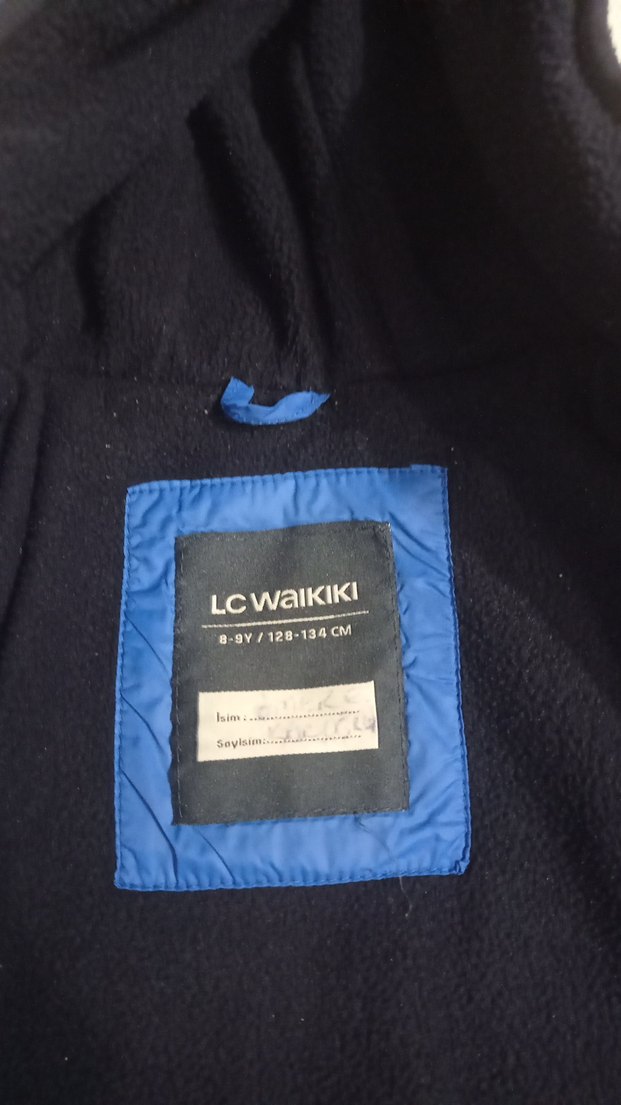 LC WAIKIKI
8-9Y / 128-134 CM
İsim:
Soyisim: